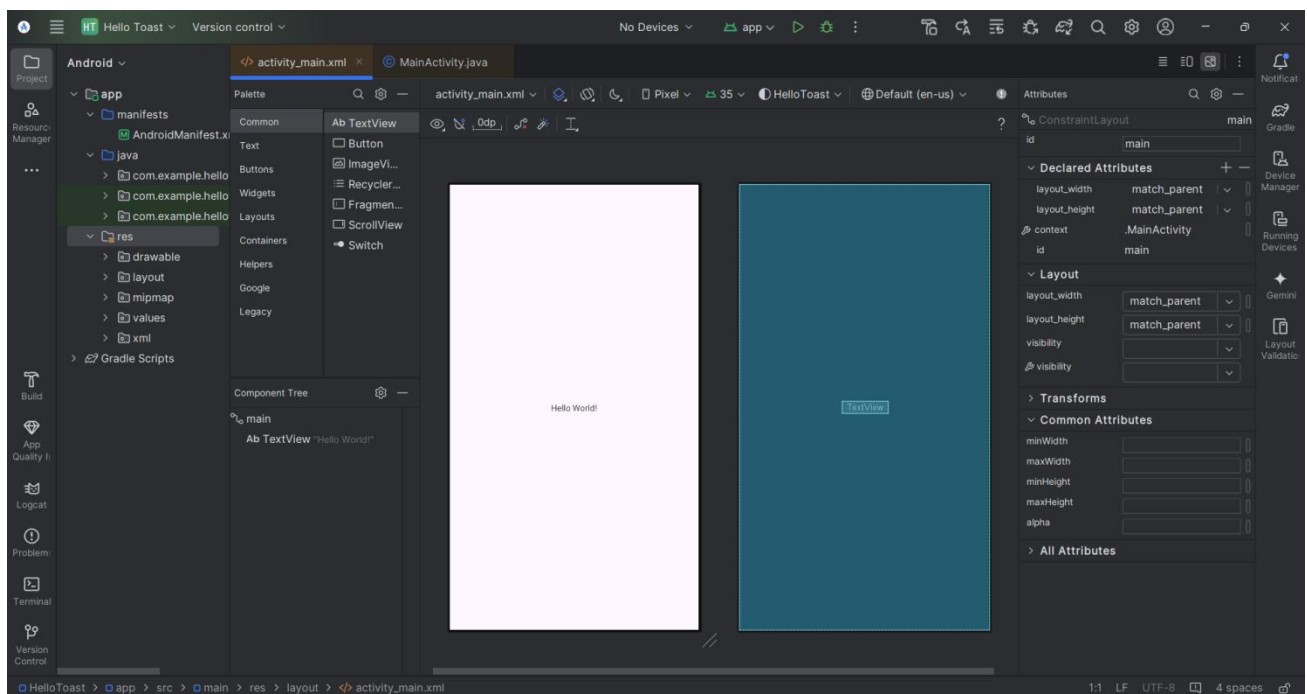 HT Hello Toast Version control No Devices app
Project
Resourc
Manager
Build
App
Quality I
Logcat
Problem
Terminal
Version
Control
Android
app
manifests
AndroidManifest.x
java
com.example.hello
com.example.hello
com.example.hello
res
drawable
layout
mipmap
values
xml
Gradle Scripts
activity_main.xml MainActivity.java
Palette
Common
Text
Buttons
Widgets
Layouts
Containers
Helpers
Google
Legacy
Ab TextView
Button
ImageVi...
Recycler...
Fragmen...
ScrollView
Switch
Component Tree
main
Ab TextView "Hello World!"
activity_main.xml Pixel 35 HelloToast Default (en-us)
0dp ?
Hello World!
TextView
Attributes
ConstraintLayout main
id main
Declared Attributes
layout_width match_parent
layout_height match_parent
context .MainActivity
id main
Layout
layout_width match_parent
layout_height match_parent
visibility
visibility
Transforms
Common Attributes
minWidth
maxWidth
minHeight
maxHeight
alpha
All Attributes
Notificat
Gradle
Device
Manager
Running
Devices
Gemini
Layout
Validatio
HelloToast > app > src > main > res > layout > activity_main.xml 1:1 LF UTF-8 4 spaces